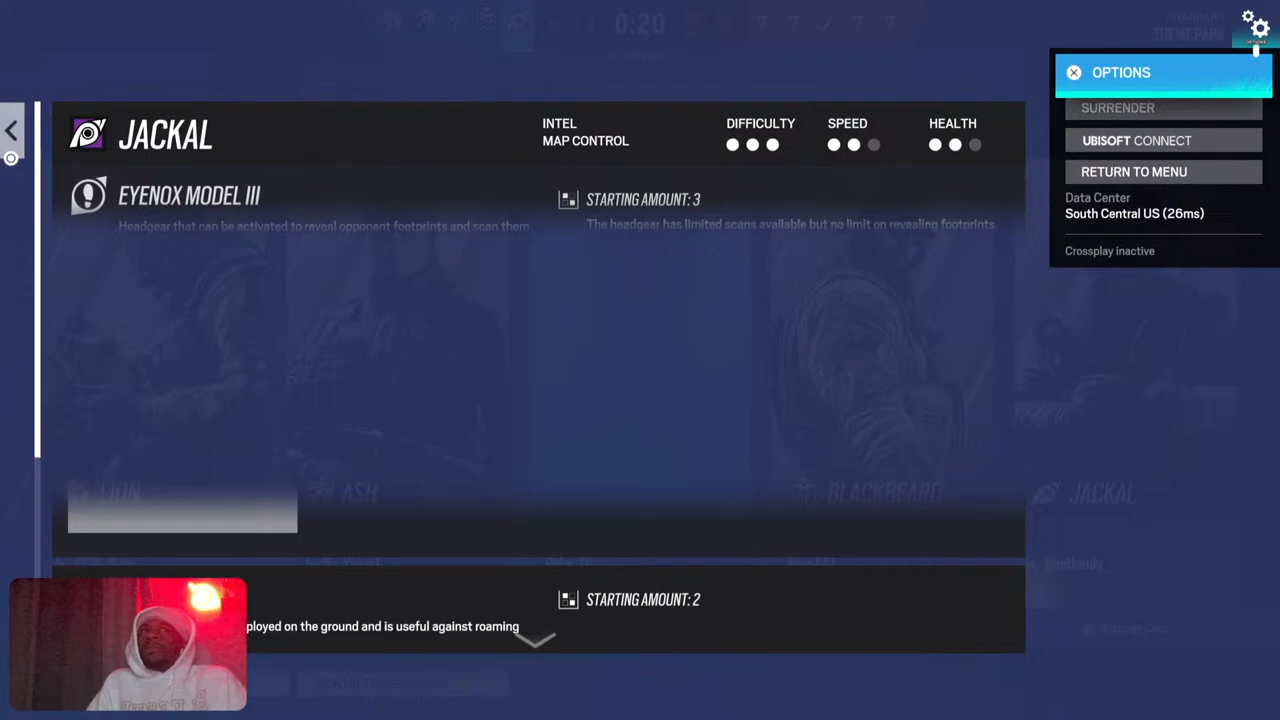 0:20
THEME PARK
OPTIONS
SURRENDER
UBISOFT CONNECT
RETURN TO MENU
Data Center
South Central US (26ms)
Crossplay inactive
JACKAL
INTEL
MAP CONTROL
DIFFICULTY
SPEED
HEALTH
EYENOX MODEL III
STARTING AMOUNT: 3
Headgear that can be activated to reveal opponent footprints and scan them
The headgear has limited scans available but no limit on revealing footprints.
LION
ASH
BLACKBEARD
JACKAL
STARTING AMOUNT: 2
ployed on the ground and is useful against roaming